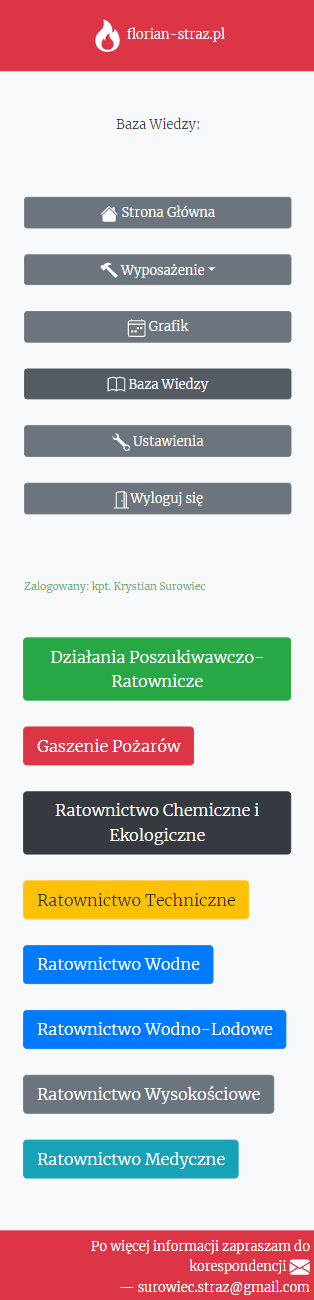 florian-straz.pl
Baza Wiedzy:
Strona Główna
Wyposażenie
Grafik
Baza Wiedzy
Ustawienia
Wyloguj się
Zalogowany: kpt. Krystian Surowiec
Działania Poszukiwawczo-
Ratownicze
Gaszenie Pożarów
Ratownictwo Chemiczne i
Ekologiczne
Ratownictwo Techniczne
Ratownictwo Wodne
Ratownictwo Wodno-Lodowe
Ratownictwo Wysokościowe
Ratownictwo Medyczne
Po więcej informacji zapraszam do
korespondencji
— surowiec.straz@gmail.com